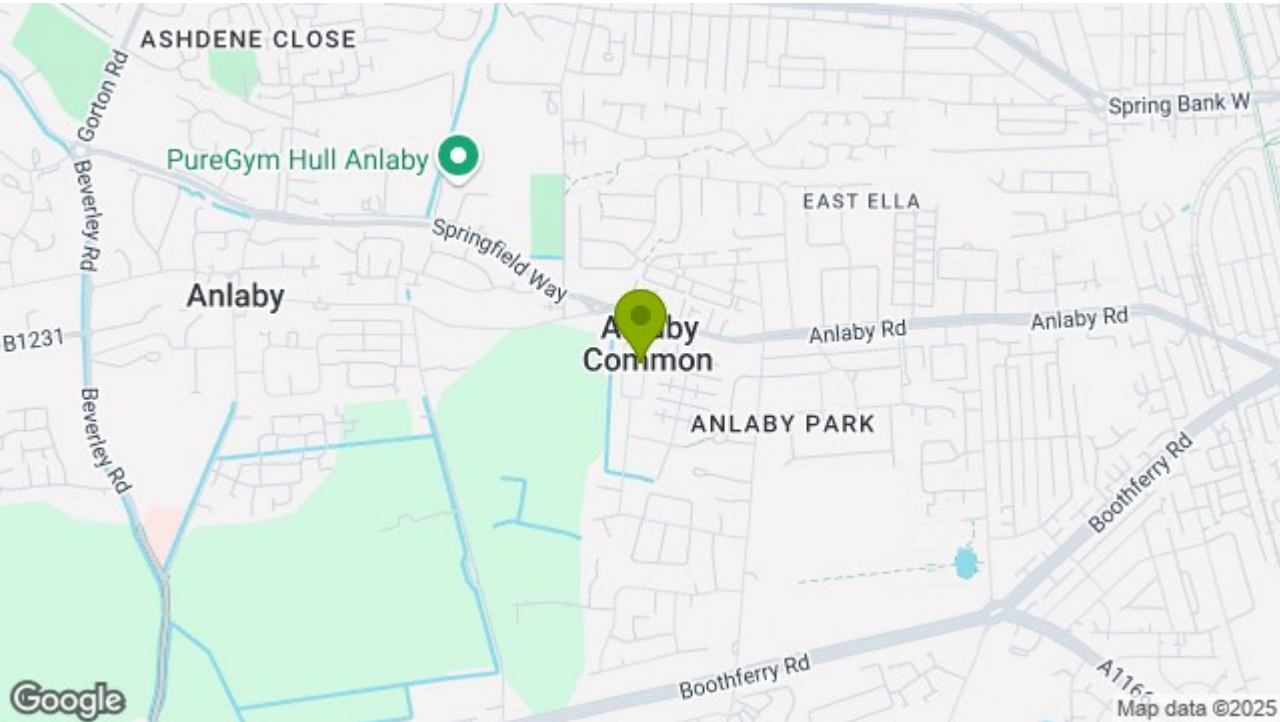 ASHDENE CLOSE
Gorton Rd
Spring Bank W
PureGym Hull Anlaby
Beverley Rd
EAST ELLA
Springfield Way
Anlaby
Anlaby Rd
Anlaby Rd
B1231
Common
Beverley Rd
ANLABY PARK
Boothferry Rd
Boothferry Rd
Google
Map data ©2025